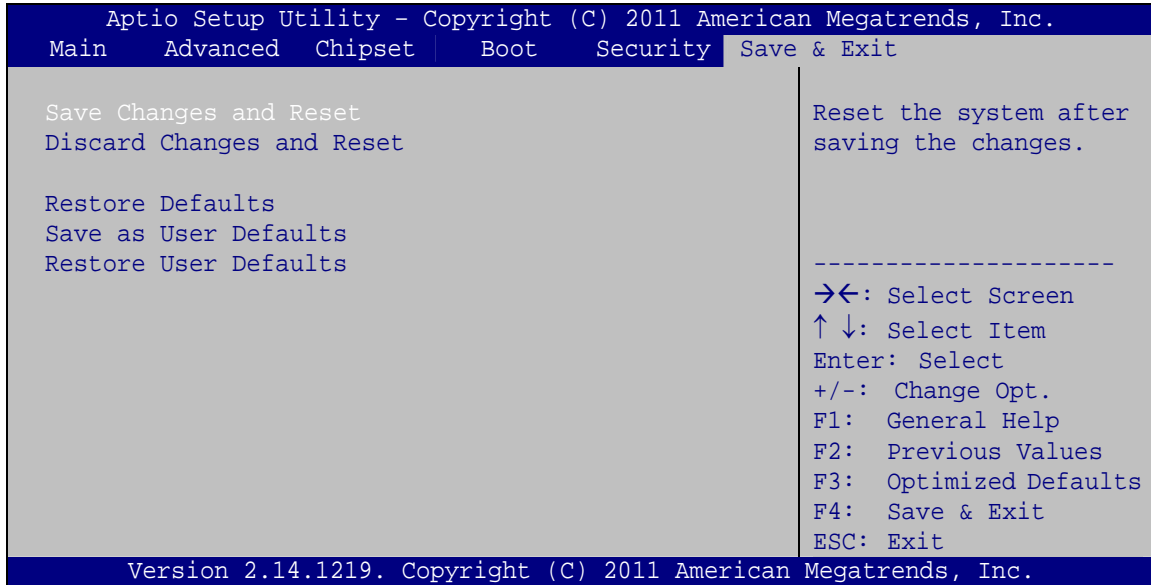 Aptio Setup Utility – Copyright (C) 2011 American Megatrends, Inc.
Main Advanced Chipset Boot Security Save & Exit
Save Changes and Reset
Discard Changes and Reset
Restore Defaults
Save as User Defaults
Restore User Defaults
Reset the system after
saving the changes.
---------------------
→←: Select Screen
↑ ↓: Select Item
Enter: Select
+/-: Change Opt.
F1: General Help
F2: Previous Values
F3: Optimized Defaults
F4: Save & Exit
ESC: Exit
Version 2.14.1219. Copyright (C) 2011 American Megatrends, Inc.